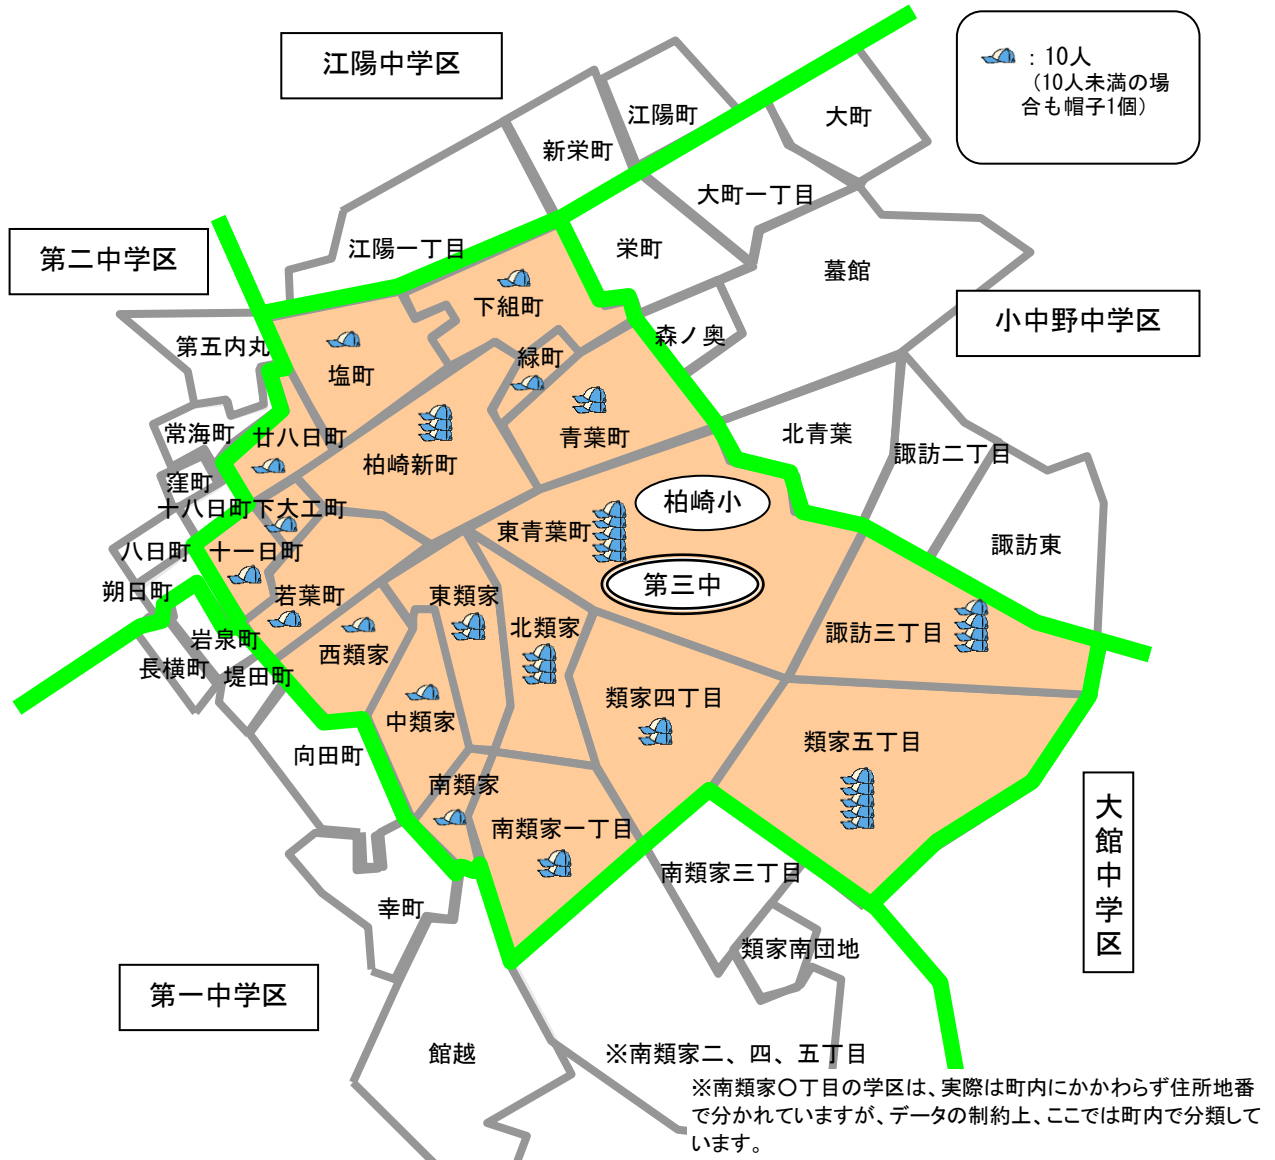 江陽中学区
：10人
（10人未満の場
合も帽子1個）
江陽町
大町
新栄町
大町一丁目
江陽一丁目
栄町
第二中学区
蟇館
下組町
小中野中学区
森ノ奥
第五内丸
緑町
塩町
常海町
廿八日町
青葉町
北青葉
柏崎新町
諏訪二丁目
窪町
柏崎小
十八日町
下大工町
東青葉町
八日町
十一日町
諏訪東
第三中
朔日町
若葉町
東類家
北類家
諏訪三丁目
岩泉町
西類家
長横町
堤田町
類家四丁目
中類家
類家五丁目
向田町
南類家
南類家一丁目
大館中学区
南類家三丁目
幸町
類家南団地
第一中学区
館越
※南類家二、四、五丁目
※南類家〇丁目の学区は、実際は町内にかかわらず住所地番
で分かれていますが、データの制約上、ここでは町内で分類して
います。